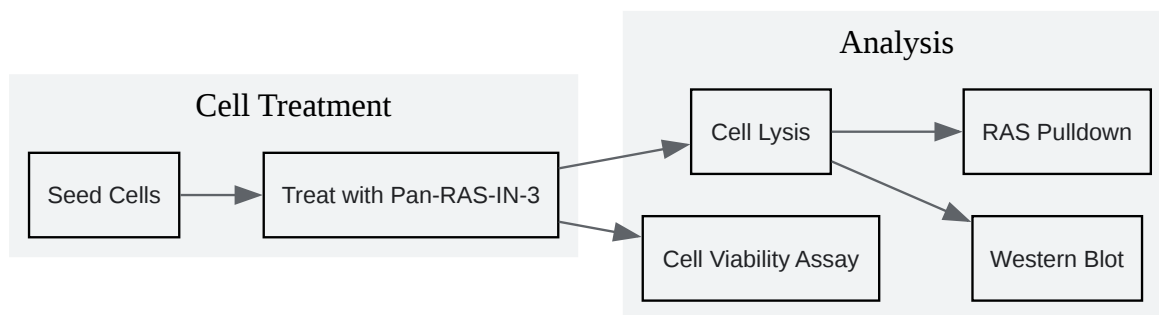 Cell Treatment
Seed Cells
Treat with Pan-RAS-IN-3
Analysis
Cell Lysis
RAS Pulldown
Cell Viability Assay
Western Blot